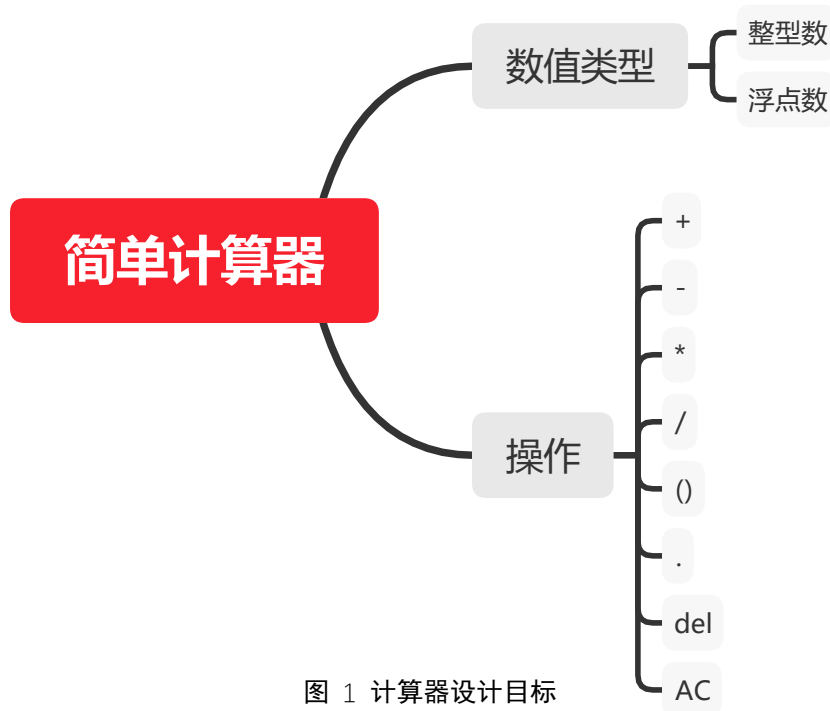 简单计算器
数值类型
整型数
浮点数
操作
+
-
*
/
()
.
del
AC
图 1 计算器设计目标